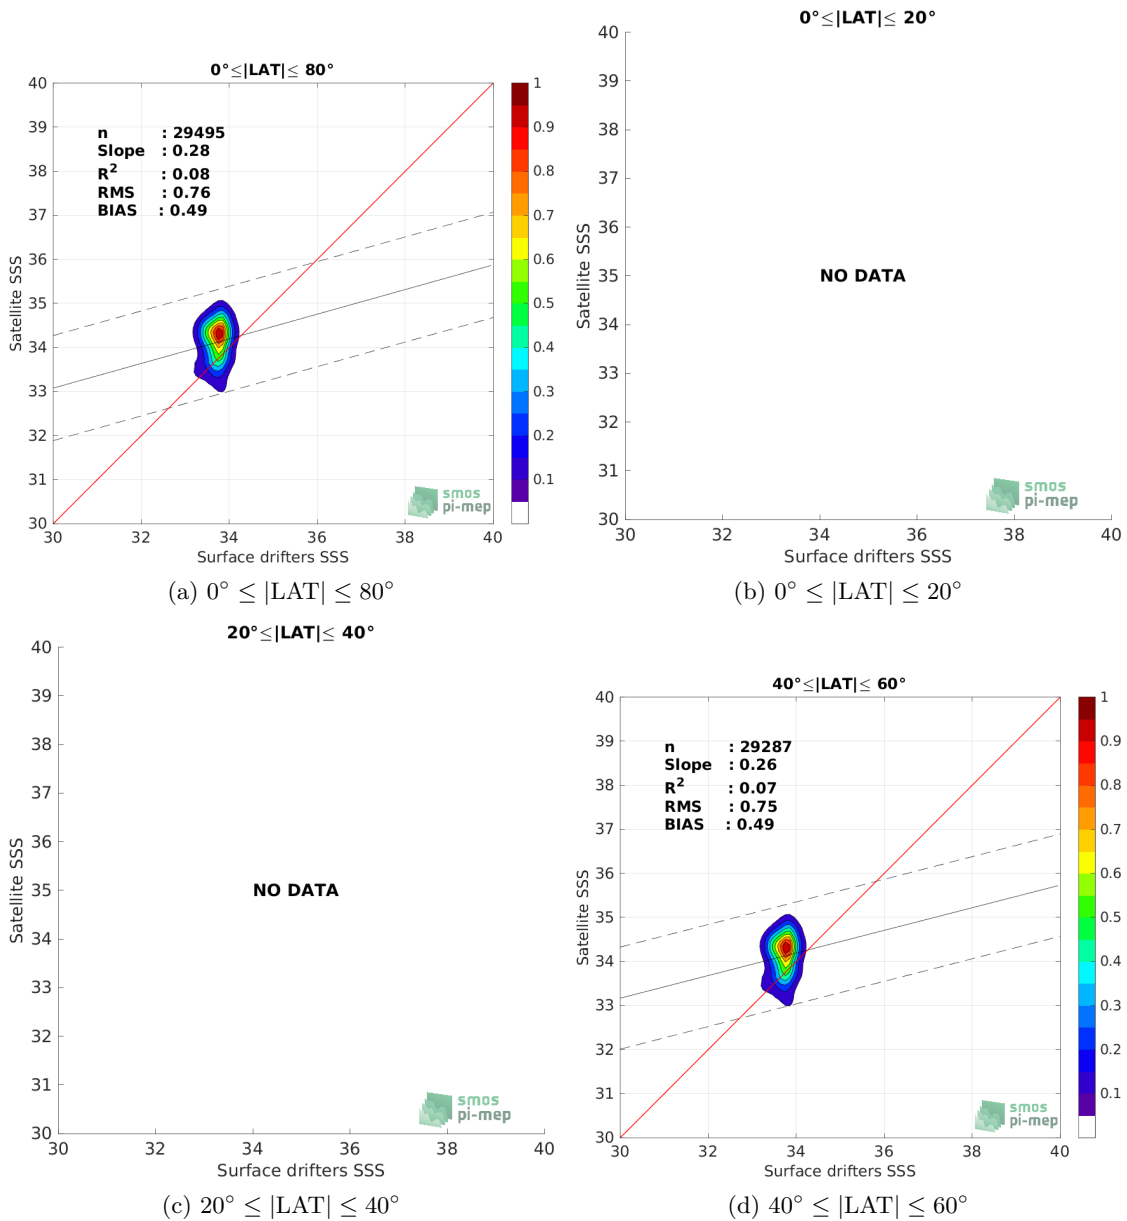 0°≤|LAT|≤ 80°
40
39
38
37
36
35
34
33
32
31
30
Satellite SSS
n : 29495
Slope : 0.28
R² : 0.08
RMS : 0.76
BIAS : 0.49
1
0.9
0.8
0.7
0.6
0.5
0.4
0.3
0.2
0.1
smos
pi-mep
30 32 34 36 38 40
Surface drifters SSS
(a) 0° ≤ |LAT| ≤ 80°
0°≤|LAT|≤ 20°
40
39
38
37
36
35
34
33
32
31
30
Satellite SSS
NO DATA
smos
pi-mep
30 32 34 36 38 40
Surface drifters SSS
(b) 0° ≤ |LAT| ≤ 20°
20°≤|LAT|≤ 40°
40
39
38
37
36
35
34
33
32
31
30
Satellite SSS
NO DATA
smos
pi-mep
30 32 34 36 38 40
Surface drifters SSS
(c) 20° ≤ |LAT| ≤ 40°
40°≤|LAT|≤ 60°
40
39
38
37
36
35
34
33
32
31
30
Satellite SSS
n : 29287
Slope : 0.26
R² : 0.07
RMS : 0.75
BIAS : 0.49
1
0.9
0.8
0.7
0.6
0.5
0.4
0.3
0.2
0.1
smos
pi-mep
30 32 34 36 38 40
Surface drifters SSS
(d) 40° ≤ |LAT| ≤ 60°